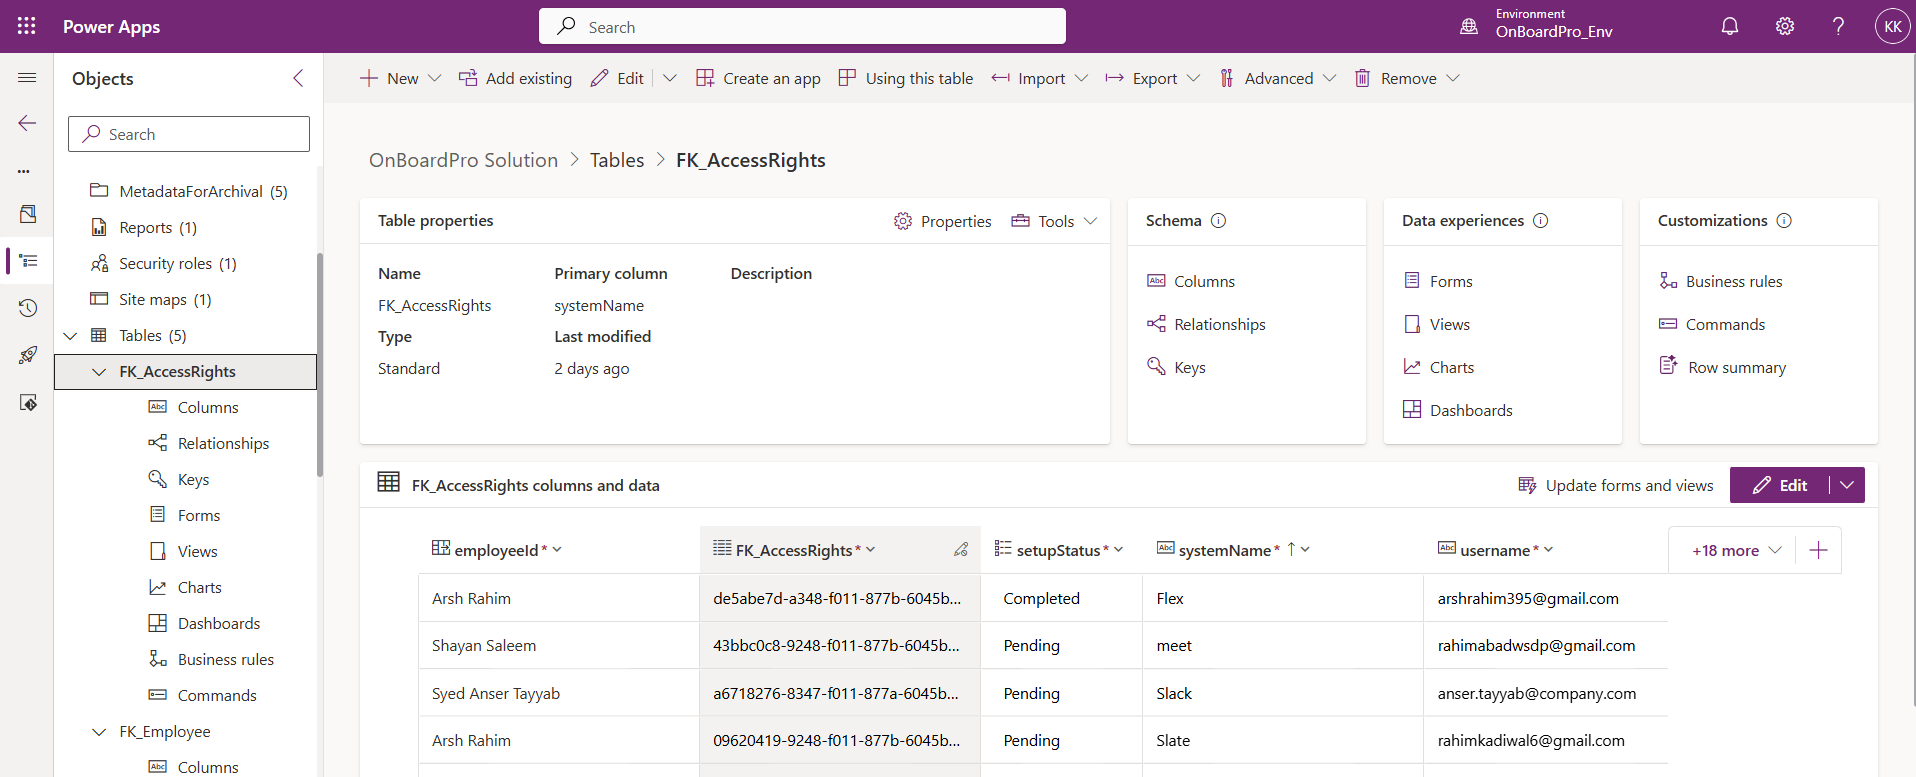 Power Apps
Search
Environment
OnBoardPro_Env
KK
Objects
Search
MetadataForArchival (5)
Reports (1)
Security roles (1)
Site maps (1)
Tables (5)
FK_AccessRights
Columns
Relationships
Keys
Forms
Views
Charts
Dashboards
Business rules
Commands
FK_Employee
Columns
New
Add existing
Edit
Create an app
Using this table
Import
Export
Advanced
Remove
OnBoardPro Solution > Tables > FK_AccessRights
Table properties
Properties
Tools
Name Primary column Description
FK_AccessRights systemName
Type Last modified
Standard 2 days ago
Schema
Columns
Relationships
Keys
Data experiences
Forms
Views
Charts
Dashboards
Customizations
Business rules
Commands
Row summary
FK_AccessRights columns and data
Update forms and views
Edit
employeeId * FK_AccessRights * setupStatus * Abc systemName * ↑ Abc username * +18 more
Arsh Rahim de5abe7d-a348-f011-877b-6045b... Completed Flex arshrahim395@gmail.com
Shayan Saleem 43bbc0c8-9248-f011-877b-6045b... Pending meet rahimabadwsdp@gmail.com
Syed Anser Tayyab a6718276-8347-f011-877a-6045b... Pending Slack anser.tayyab@company.com
Arsh Rahim 09620419-9248-f011-877b-6045b... Pending Slate rahimkadiwal6@gmail.com